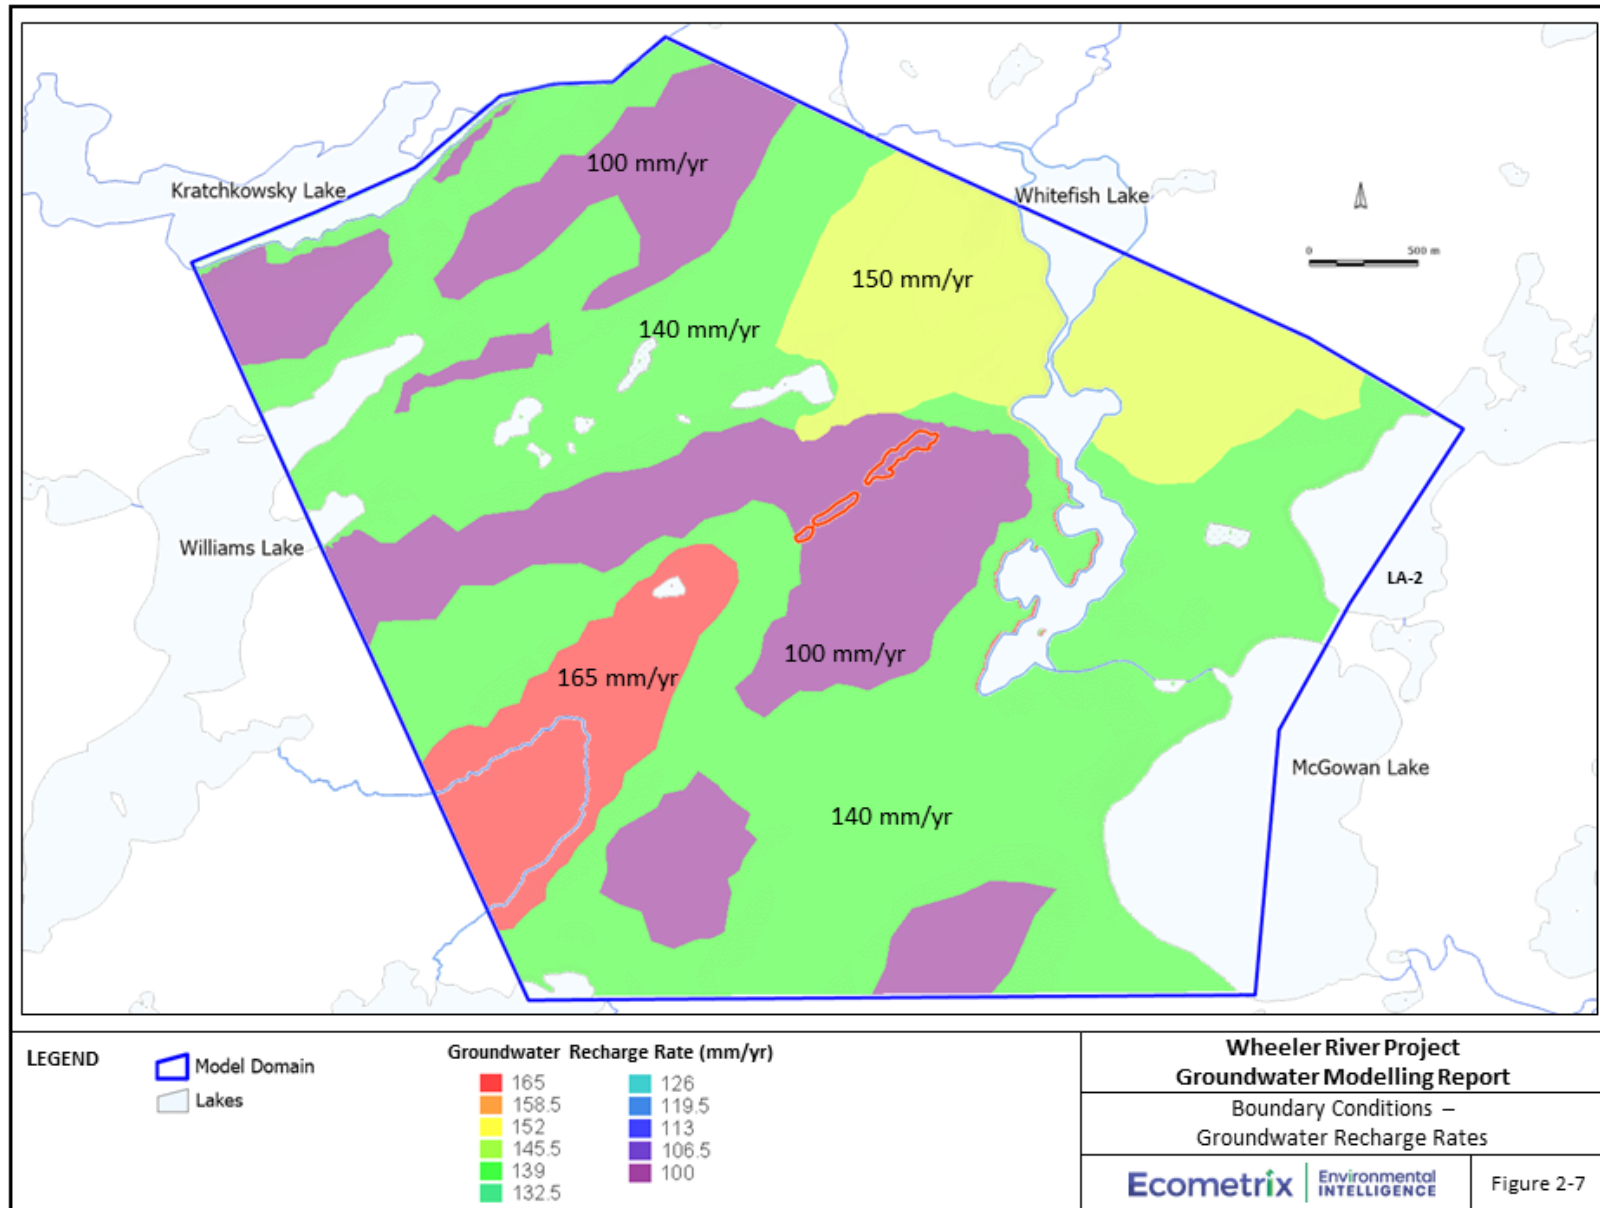 100 mm/yr
Kratchkowsky Lake
Whitefish Lake
0 500 m
150 mm/yr
140 mm/yr
Williams Lake
LA-2
100 mm/yr
165 mm/yr
McGowan Lake
140 mm/yr
LEGEND
Model Domain
Lakes
Groundwater Recharge Rate (mm/yr)
165
158.5
152
145.5
139
132.5
126
119.5
113
106.5
100
Wheeler River Project
Groundwater Modelling Report
Boundary Conditions –
Groundwater Recharge Rates
Ecometrix
Environmental
INTELLIGENCE
Figure 2-7